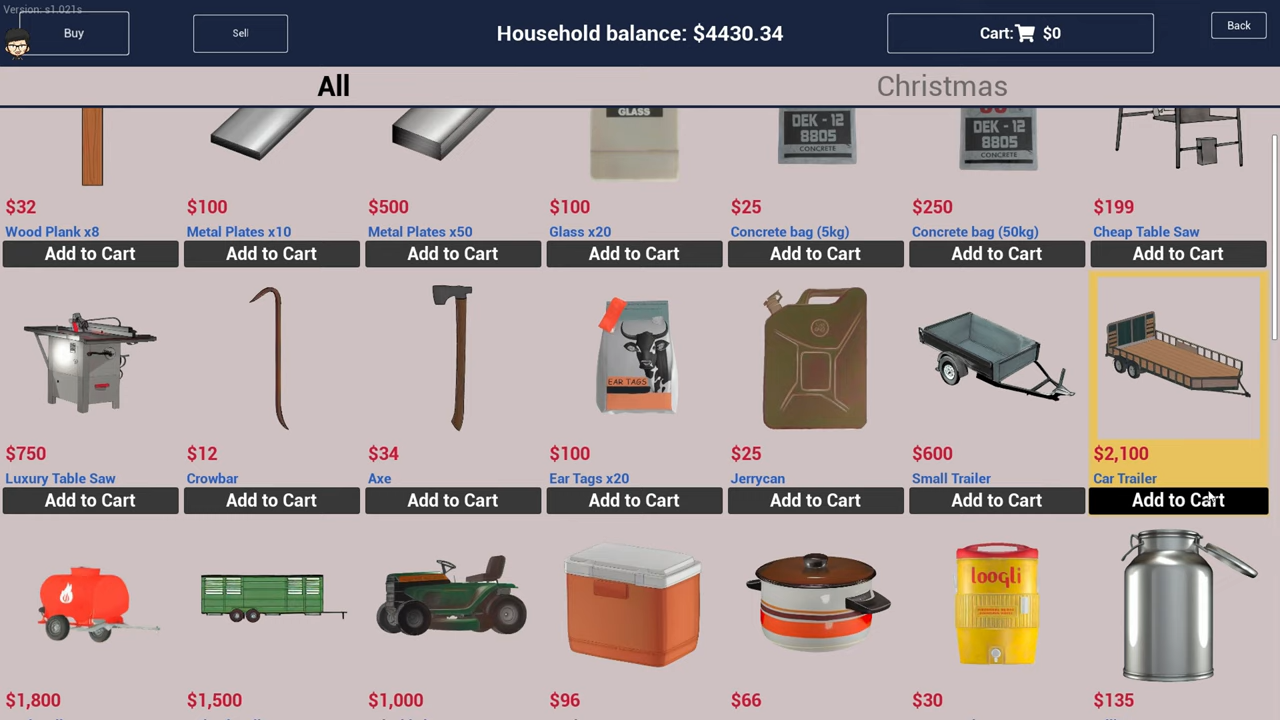 Version: s1.021s
Buy
Sell
Household balance: $4430.34
Cart: $0
Back
All
Christmas
GLASS
DEK - 12
8805
CONCRETE
DEK - 12
8805
CONCRETE
$32
$100
$500
$100
$25
$250
$199
Wood Plank x8
Metal Plates x10
Metal Plates x50
Glass x20
Concrete bag (5kg)
Concrete bag (50kg)
Cheap Table Saw
Add to Cart
Add to Cart
Add to Cart
Add to Cart
Add to Cart
Add to Cart
Add to Cart
EAR TAGS
$750
$12
$34
$100
$25
$600
$2,100
Luxury Table Saw
Crowbar
Axe
Ear Tags x20
Jerrycan
Small Trailer
Car Trailer
Add to Cart
Add to Cart
Add to Cart
Add to Cart
Add to Cart
Add to Cart
Add to Cart
loogli
$1,800
$1,500
$1,000
$96
$66
$30
$135